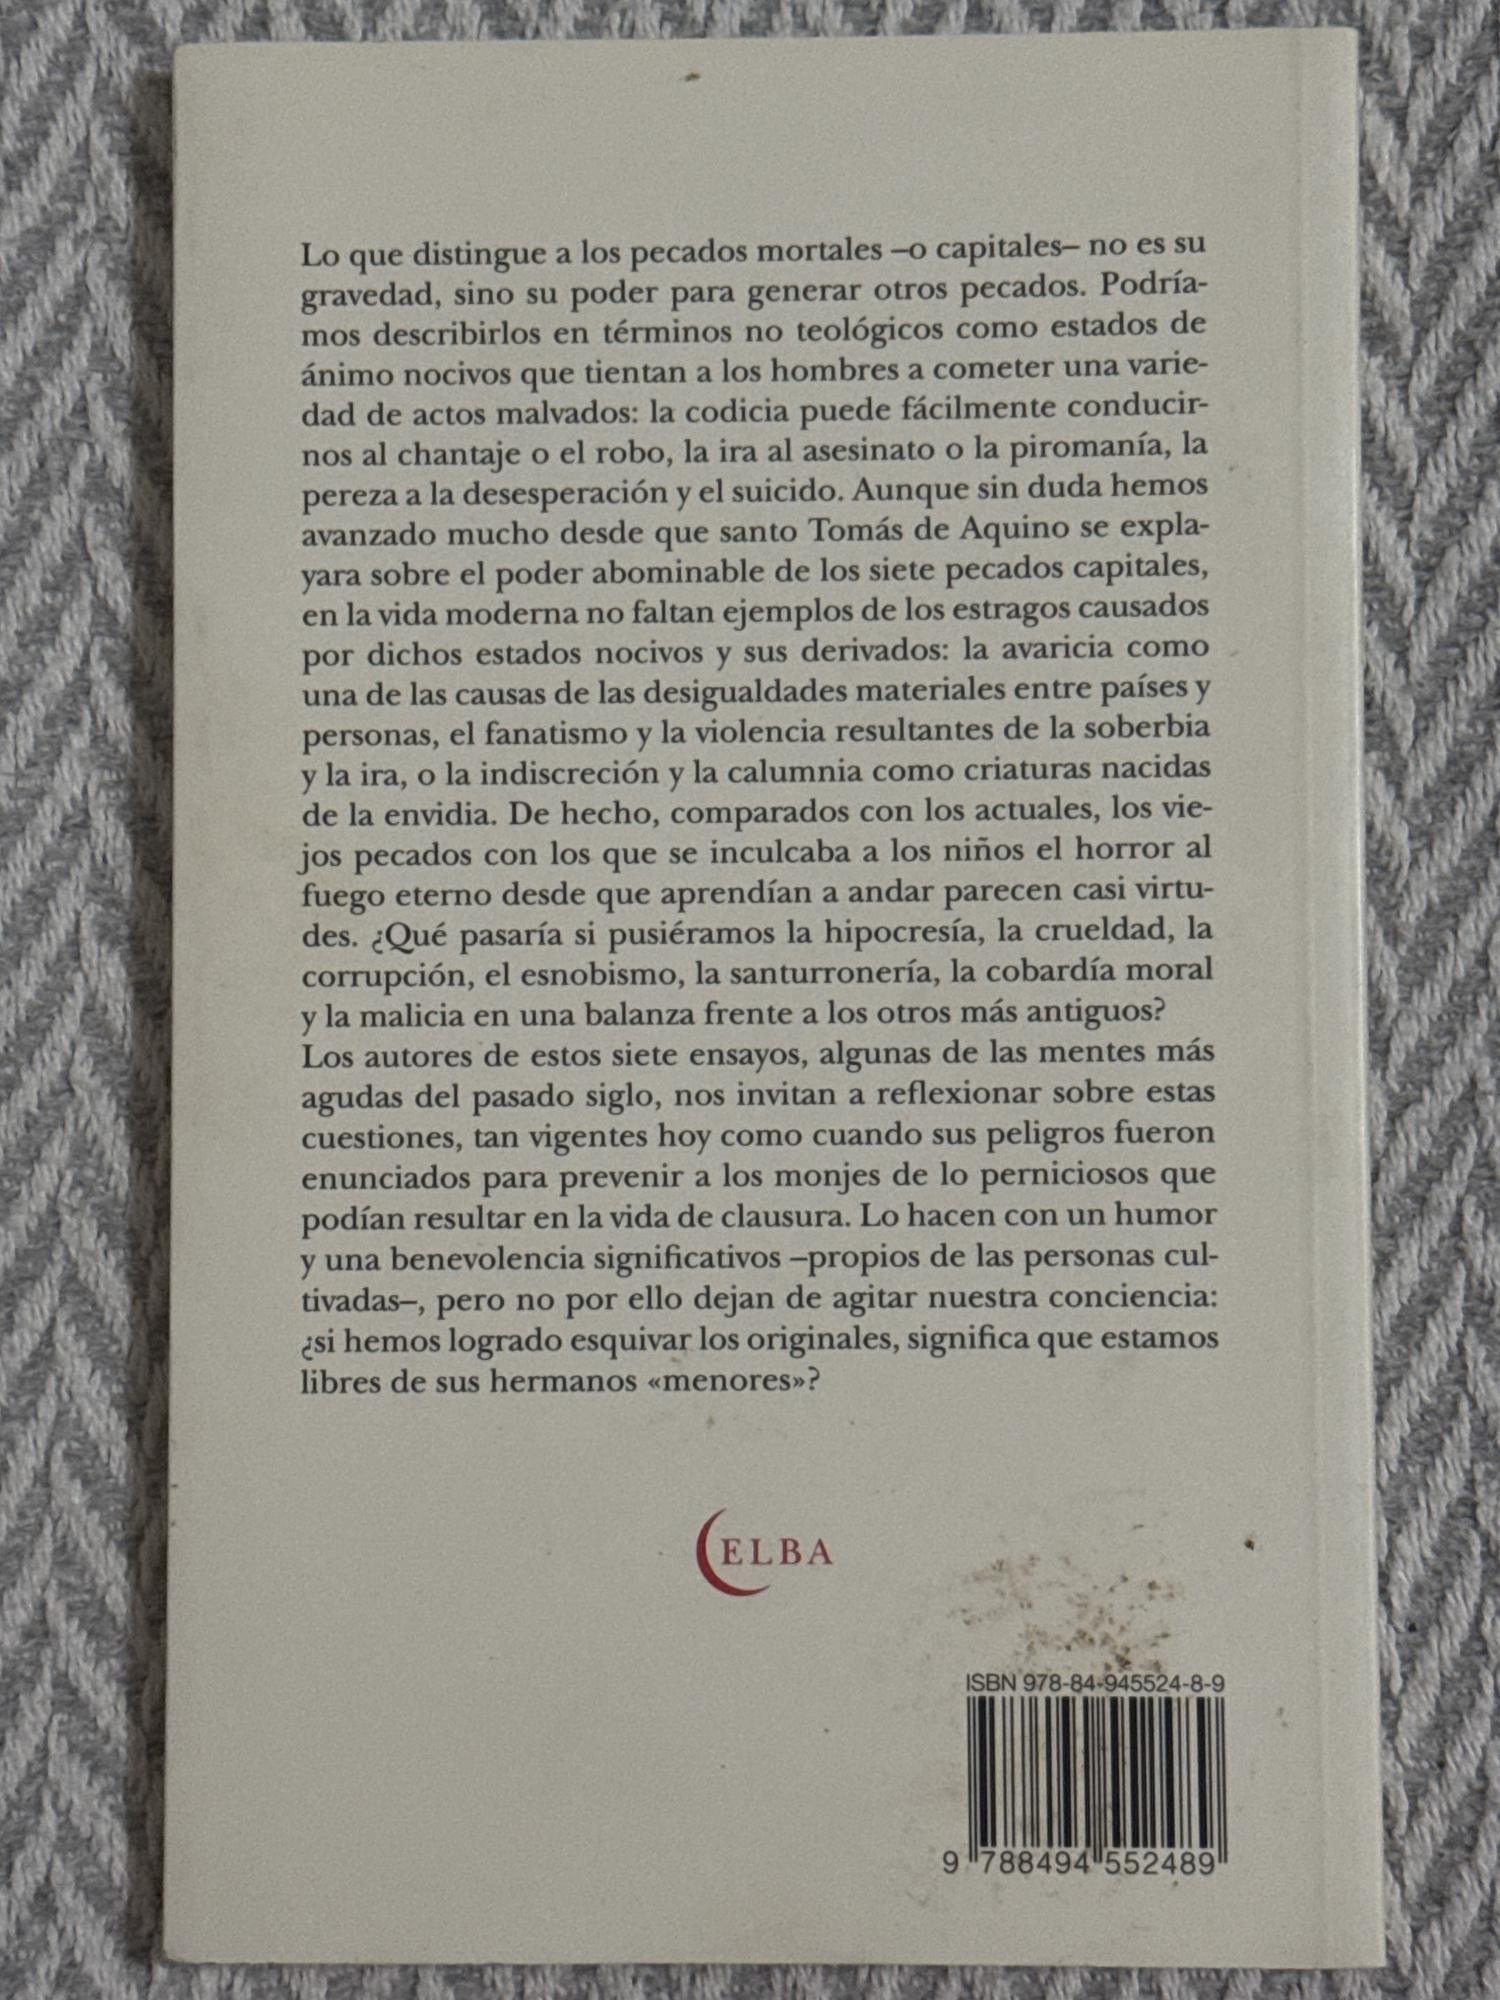 Lo que distingue a los pecados mortales –o capitales– no es su
gravedad, sino su poder para generar otros pecados. Podría-
mos describirlos en términos no teológicos como estados de
ánimo nocivos que tientan a los hombres a cometer una varie-
dad de actos malvados: la codicia puede fácilmente conducir-
nos al chantaje o el robo, la ira al asesinato o la piromanía, la
pereza a la desesperación y el suicido. Aunque sin duda hemos
avanzado mucho desde que santo Tomás de Aquino se expla-
yara sobre el poder abominable de los siete pecados capitales,
en la vida moderna no faltan ejemplos de los estragos causados
por dichos estados nocivos y sus derivados: la avaricia como
una de las causas de las desigualdades materiales entre países y
personas, el fanatismo y la violencia resultantes de la soberbia
y la ira, o la indiscreción y la calumnia como criaturas nacidas
de la envidia. De hecho, comparados con los actuales, los vie-
jos pecados con los que se inculcaba a los niños el horror al
fuego eterno desde que aprendían a andar parecen casi virtu-
des. ¿Qué pasaría si pusiéramos la hipocresía, la crueldad, la
corrupción, el esnobismo, la santurronería, la cobardía moral
y la malicia en una balanza frente a los otros más antiguos?
Los autores de estos siete ensayos, algunas de las mentes más
agudas del pasado siglo, nos invitan a reflexionar sobre estas
cuestiones, tan vigentes hoy como cuando sus peligros fueron
enunciados para prevenir a los monjes de lo perniciosos que
podían resultar en la vida de clausura. Lo hacen con un humor
y una benevolencia significativos –propios de las personas cul-
tivadas–, pero no por ello dejan de agitar nuestra conciencia:
¿si hemos logrado esquivar los originales, significa que estamos
libres de sus hermanos «menores»?
ELBA
ISBN 978-84-945524-8-9
9 788494 552489